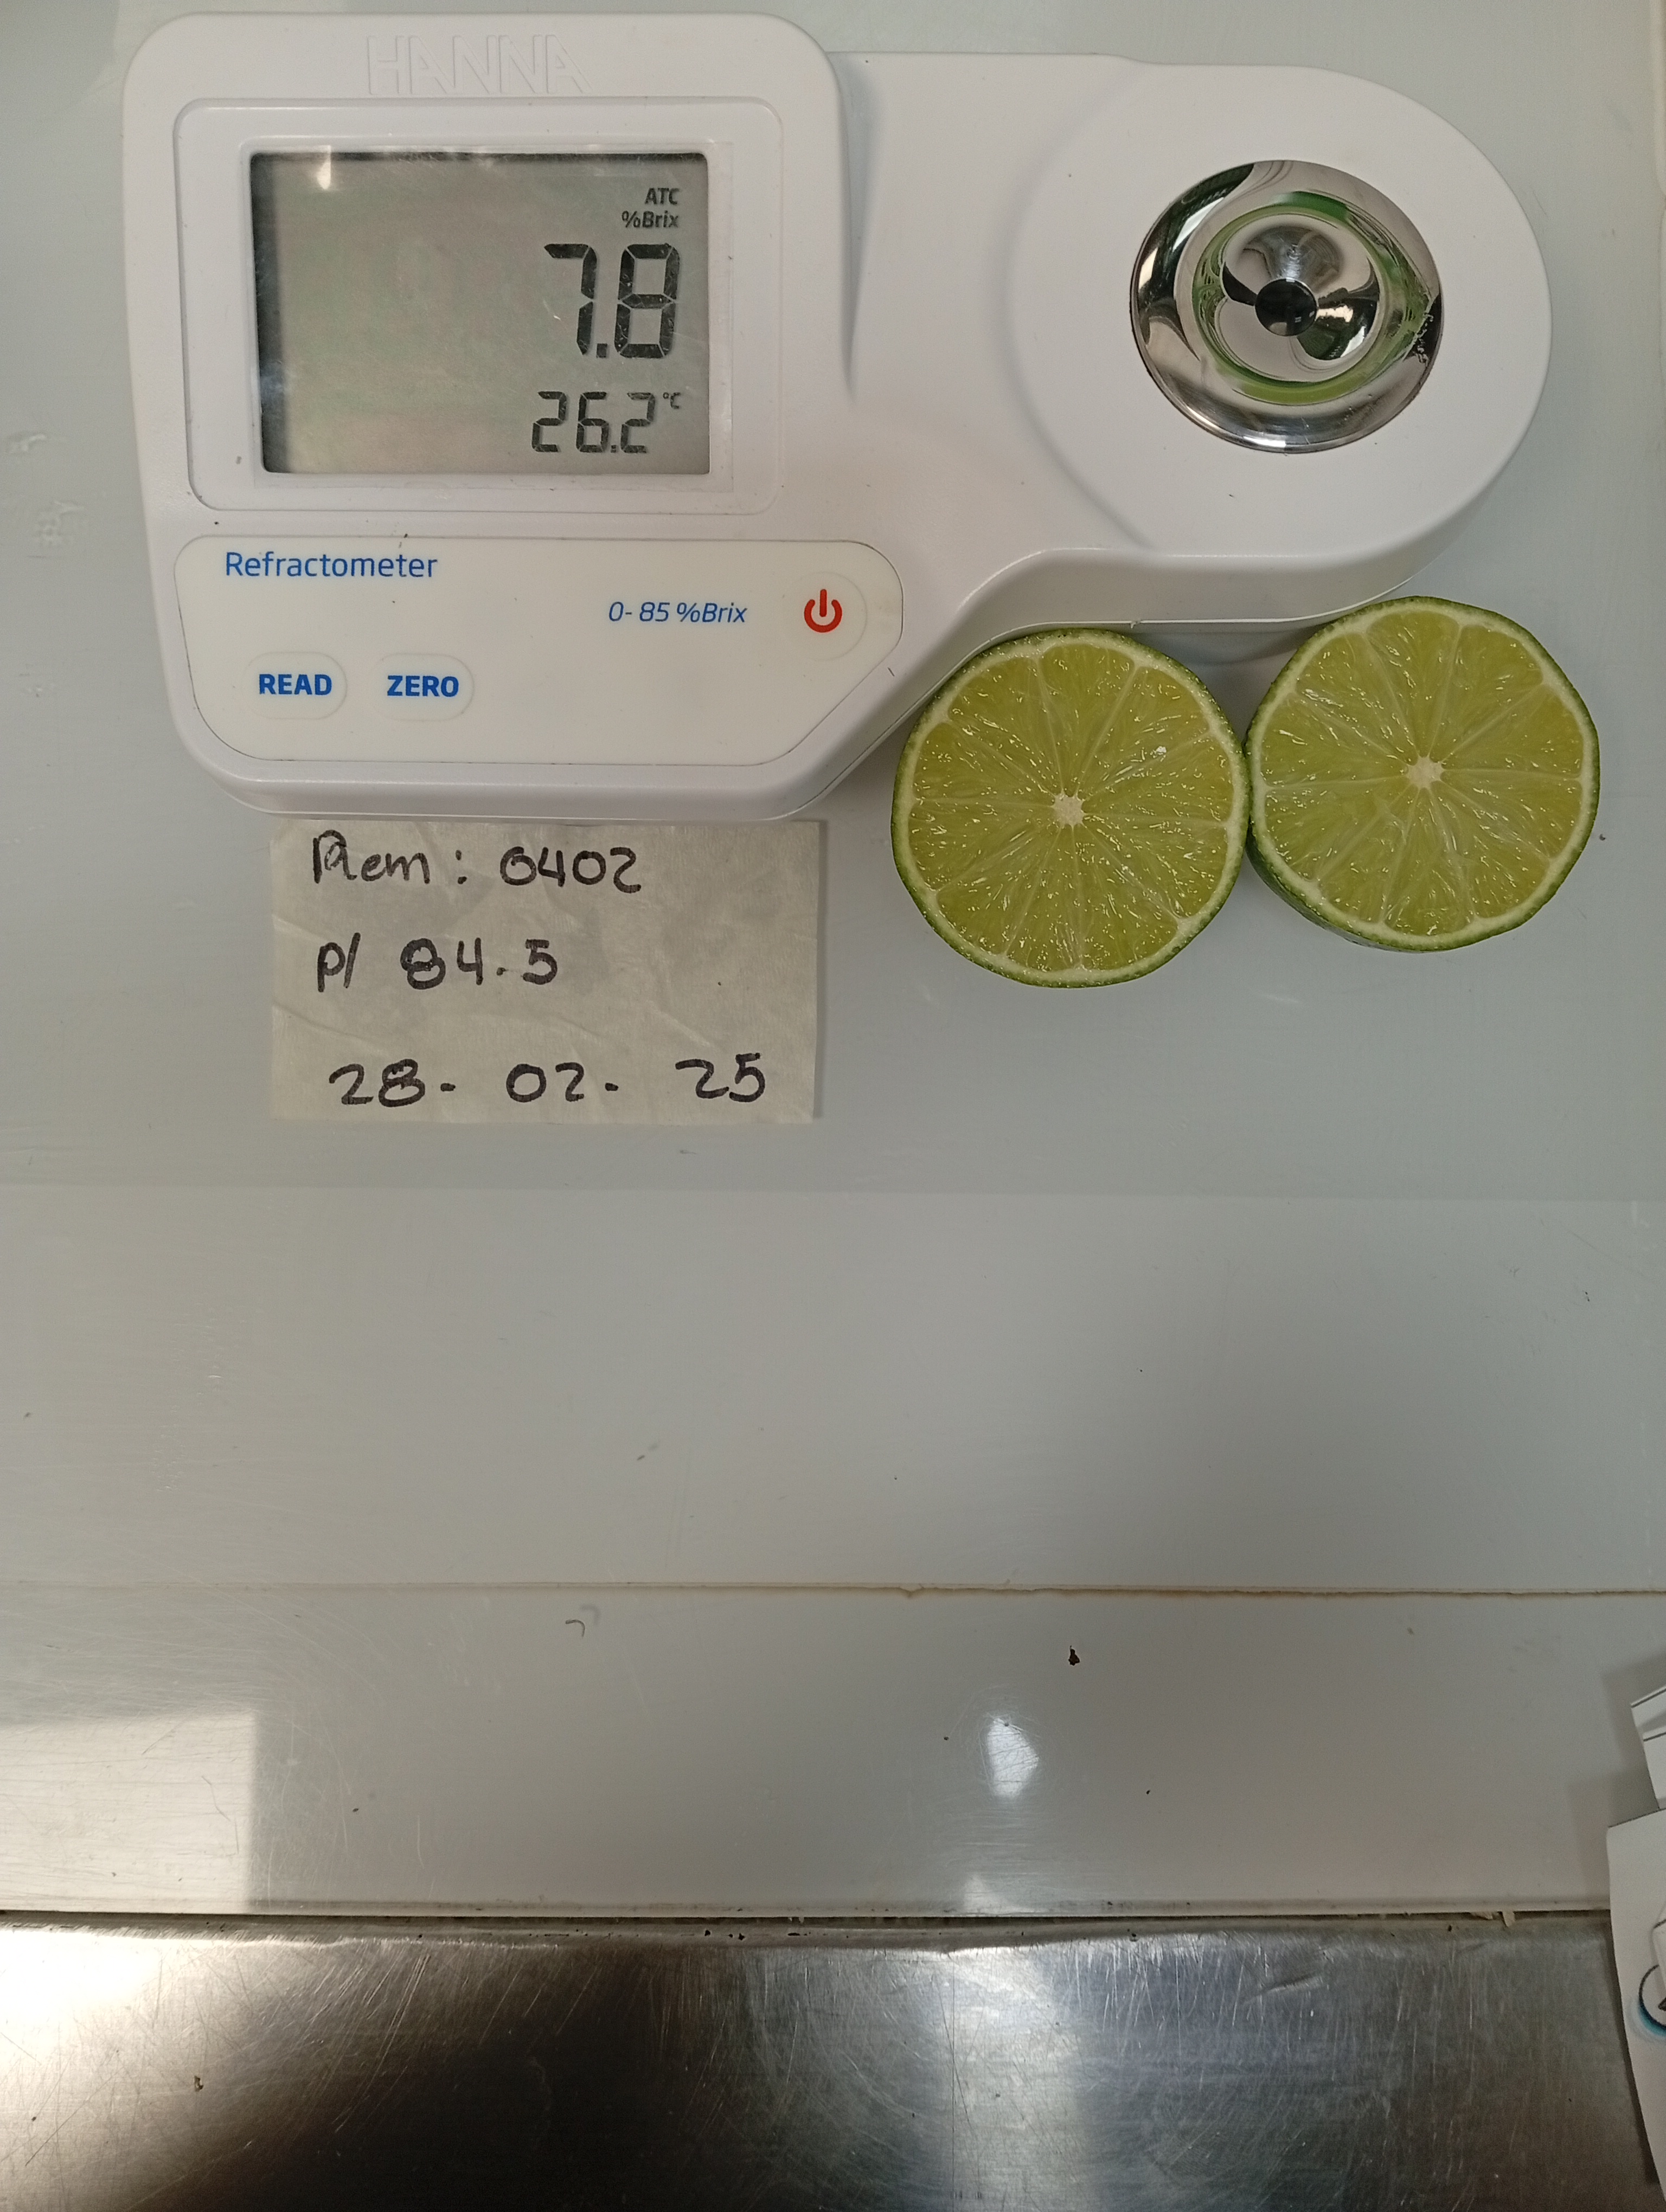 HANNA
ATC
%Brix
7.8
26.2 °C
Refractometer
0- 85 %Brix
READ ZERO
Rem: 0402
P/ 84.5
28- 02- 25